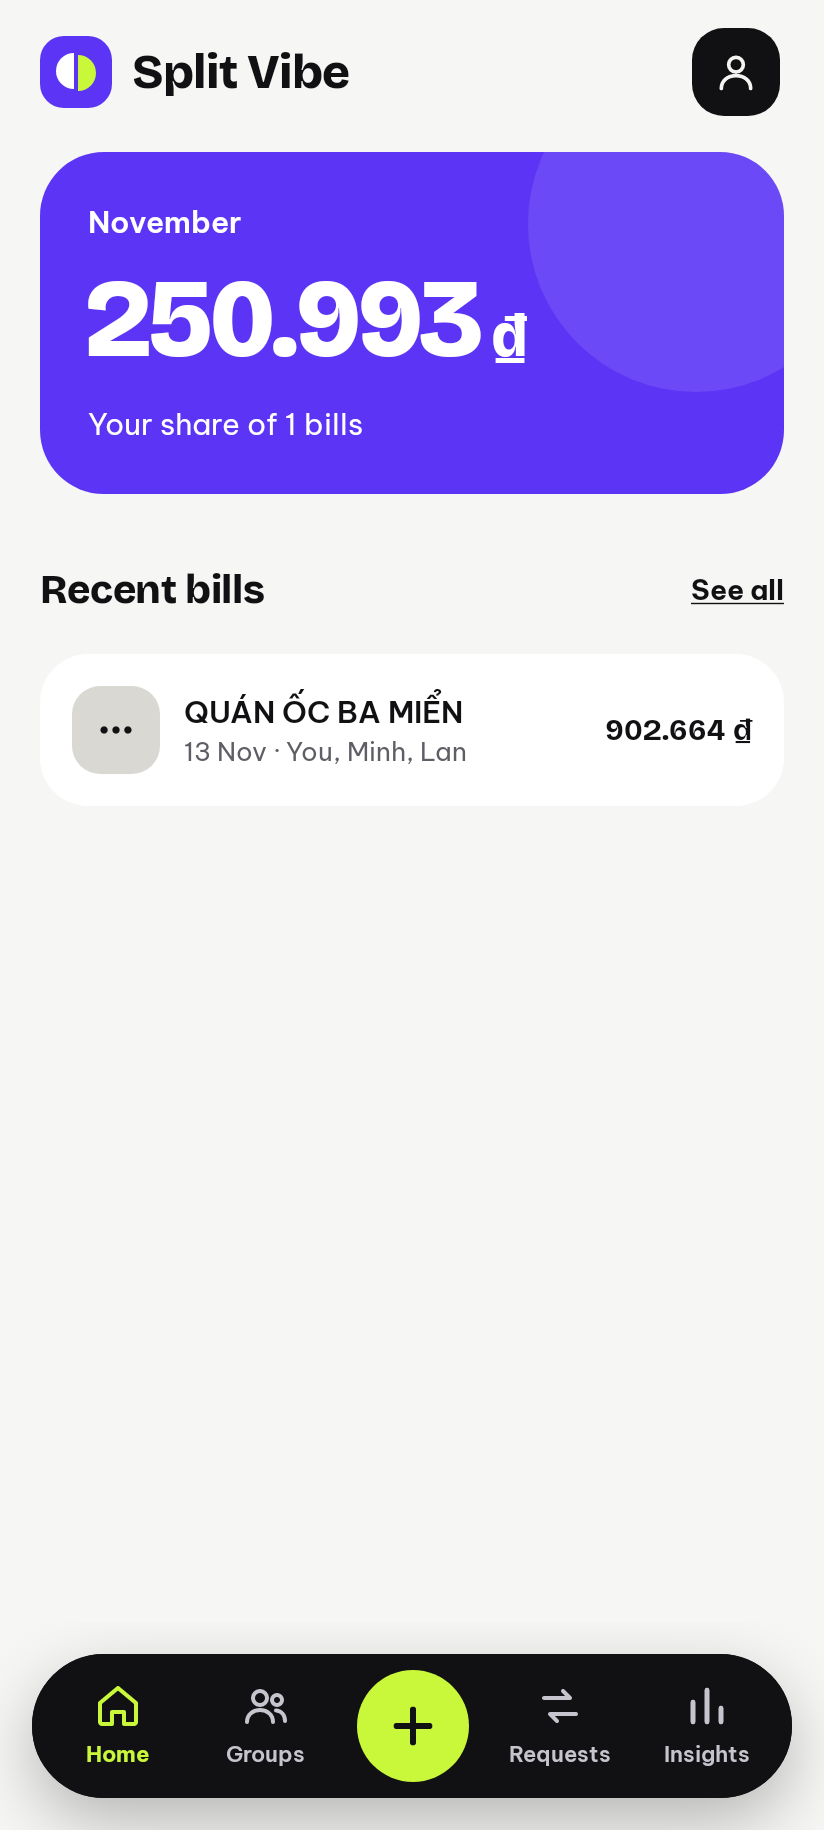 Split Vibe
November
250.993 ₫
Your share of 1 bills
Recent bills
See all
QUÁN ỐC BA MIỂN
13 Nov · You, Minh, Lan
902.664 ₫
Home
Groups
Requests
Insights